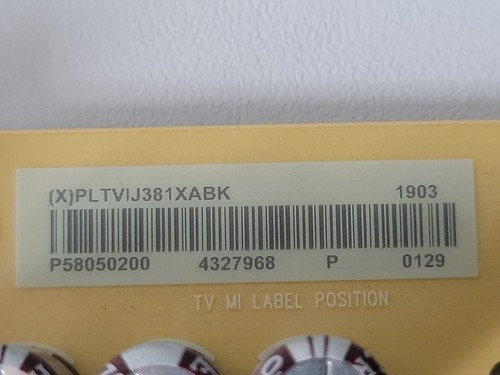 (X)PLTVIJ381XABK 1903
P58050200 4327968 P 0129
TV MI LABEL POSITION